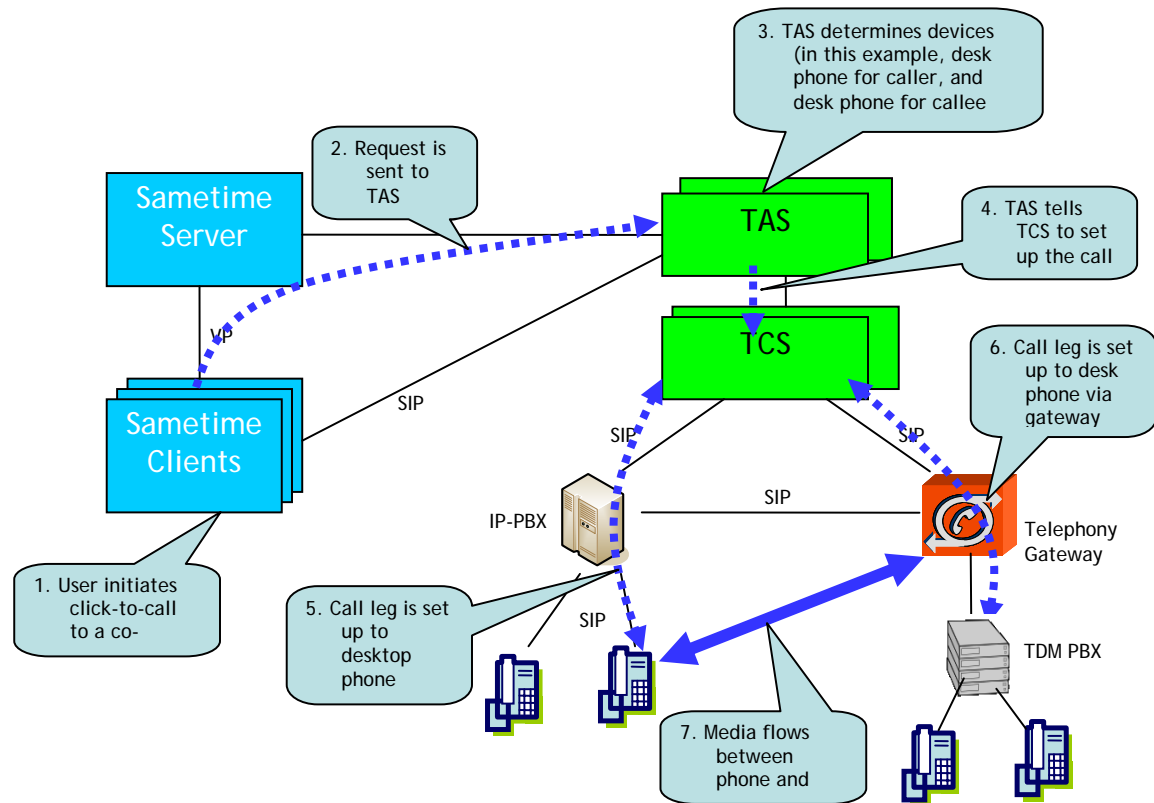 3. TAS determines devices
(in this example, desk
phone for caller, and
desk phone for callee
2. Request is
sent to
TAS
Sametime
Server
TAS
4. TAS tells
TCS to set
up the call
VP
TCS
6. Call leg is set
up to desk
phone via
gateway
SIP
Sametime
Clients
SIP
SIP
SIP
IP-PBX
Telephony
Gateway
1. User initiates
click-to-call
to a co-
5. Call leg is set
up to
desktop
phone
SIP
TDM PBX
7. Media flows
between
phone and